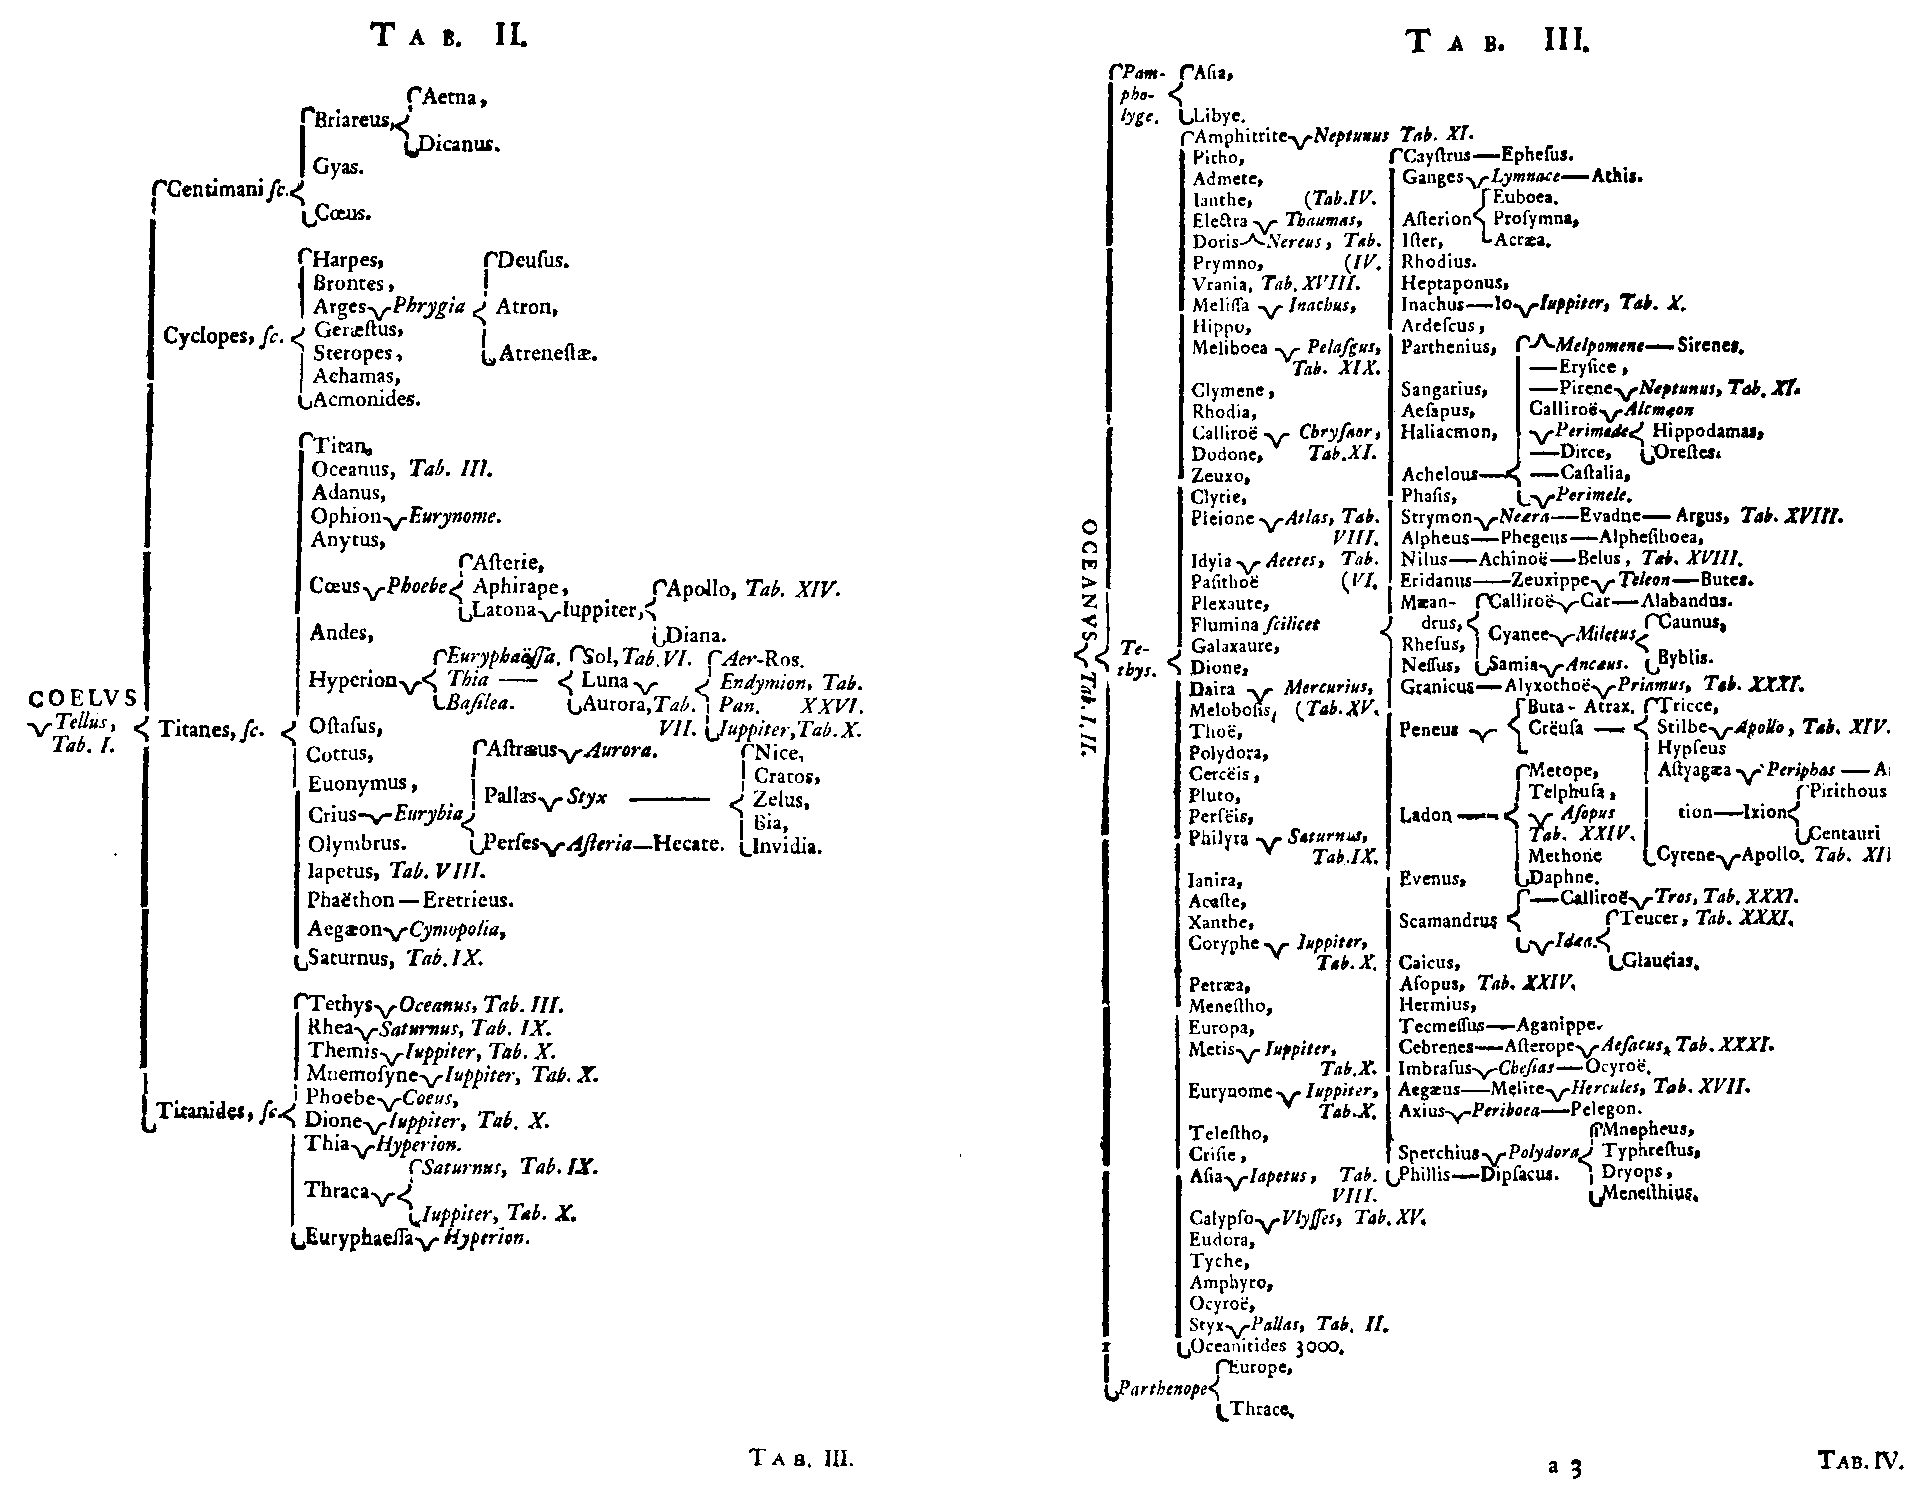 TAB. II.
COELVS
Tellus,
Tab. I.
Centimani ſc.
Briareus,
Aetna,
Dicanus.
Gyas.
Cœus.
Cyclopes, ſc.
Harpes,
Brontes,
Arges Phrygia
Deuſus.
Atron,
Atreneſtæ.
Geræſtus,
Steropes,
Achamas,
Acmonides.
Titanes, ſc.
Titan,
Oceanus, Tab. III.
Adanus,
Ophion Eurynome.
Anytus,
Cœus Phoebe
Aſterie,
Aphirape,
Latona Iuppiter,
Apollo, Tab. XIV.
Diana.
Andes,
Hyperion
Euryphaëſſa.
Thia —
Baſilea.
Sol, Tab. VI.
Luna
Aurora, Tab.
VII.
Aer-Ros.
Endymion, Tab.
Pan. XXVI.
Iuppiter, Tab. X.
Oſtaſus,
Cottus,
Euonymus,
Crius Eurybia
Aſtræus Aurora.
Pallas Styx —
Nice,
Cratos,
Zelus,
Bia,
Invidia.
Perſes Aſteria—Hecate.
Olymbrus.
Iapetus, Tab. VIII.
Phaëthon — Eretrieus.
Aegæon Cymopolia,
Saturnus, Tab. IX.
Titanides, ſc.
Tethys Oceanus, Tab. III.
Rhea Saturnus, Tab. IX.
Themis Iuppiter, Tab. X.
Mnemoſyne Iuppiter, Tab. X.
Phoebe Coeus,
Dione Iuppiter, Tab. X.
Thia Hyperion.
Thraca
Saturnus, Tab. IX.
Iuppiter, Tab. X.
Euryphaeſſa Hyperion.
TAB. III.
TAB. III.
OCEANVS Tab. I. II.
Pam-
pho-
lyge.
Aſia,
Libye.
Te-
thys.
Amphitrite Neptunus Tab. XI.
Pitho,
Admete,
Ianthe, (Tab. IV.
Electra Thaumas,
Doris Nereus, Tab.
Prymno, (IV.
Vrania, Tab. XVIII.
Meliſſa Inachus,
Hippo,
Meliboea Pelaſgus,
Tab. XIX.
Clymene,
Rhodia,
Calliroë Chryſaor,
Dodone, Tab. XI.
Zeuxo,
Clytie,
Pleione Atlas, Tab.
VIII.
Idyia Aeetes, Tab.
Paſithoë (VI.
Plexaute,
Flumina ſcilicet
Galaxaure,
Dione,
Daira Mercurius,
Meloboſis, (Tab. XV.
Thoë,
Polydora,
Cercëis,
Pluto,
Perſëis,
Philyra Saturnus,
Tab. IX.
Ianira,
Acaſte,
Xanthe,
Coryphe Iuppiter,
Tab. X.
Petræa,
Meneſtho,
Europa,
Metis Iuppiter,
Tab. X.
Eurynome Iuppiter,
Tab. X.
Teleſtho,
Criſie,
Aſia Iapetus, Tab.
VIII.
Calypſo Vlyſſes, Tab. XV.
Eudora,
Tyche,
Amphyro,
Ocyroë,
Styx Pallas, Tab. II.
Oceanitides 3000.
Cayſtrus—Epheſus.
Ganges Lymnace—Athis.
Aſterion
Euboea.
Proſymna,
Acræa.
Iſter,
Rhodius.
Heptaponus,
Inachus—Io Iuppiter, Tab. X.
Ardeſcus,
Parthenius,
Sangarius,
Aeſapus,
Haliacmon,
Achelous
Melpomene—Sirenes.
—Eryſice,
—Pirene Neptunus, Tab. XI.
Calliroë Alcmæon
Perimede
Hippodamas,
Oreſtes.
—Dirce,
—Caſtalia,
Perimele.
Phaſis,
Strymon Neæra—Evadne—Argus, Tab. XVIII.
Alpheus—Phegeus—Alpheſiboea,
Nilus—Achinoë—Belus, Tab. XVIII.
Eridanus—Zeuxippe Teleon—Butes.
Mæan-
drus,
Calliroë Car—Alabandus.
Cyanee Miletus
Caunus,
Byblis.
Samia Ancæus.
Rheſus,
Neſſus,
Granicus—Alyxothoë Priamus, Tab. XXXI.
Peneus
Buta - Atrax.
Crëuſa —
Tricce,
Stilbe Apollo, Tab. XIV.
Hypſeus
Aſtyagæa Periphas — A
tion—Ixion
Pirithous
Centauri
Cyrene Apollo, Tab. XII
Ladon
Metope,
Telphuſa,
Aſopus
Tab. XXIV.
Methone
Daphne.
Evenus,
Scamandrus
—Calliroë Tros, Tab. XXXI.
Idæa.
Teucer, Tab. XXXI.
Glaucias.
Caicus,
Aſopus, Tab. XXIV.
Hermius,
Tecmeſſus—Aganippe.
Cebrenes—Aſterope Aeſacus, Tab. XXXI.
Imbraſus Cheſias—Ocyroë.
Aegæus—Melite Hercules, Tab. XVII.
Axius Periboea—Pelegon.
Sperchius Polydora
Mnepheus,
Typhreſtus,
Dryops,
Meneſthius.
Phillis—Dipſacus.
Parthenope
Europe,
Thrace.
a 3
TAB. IV.